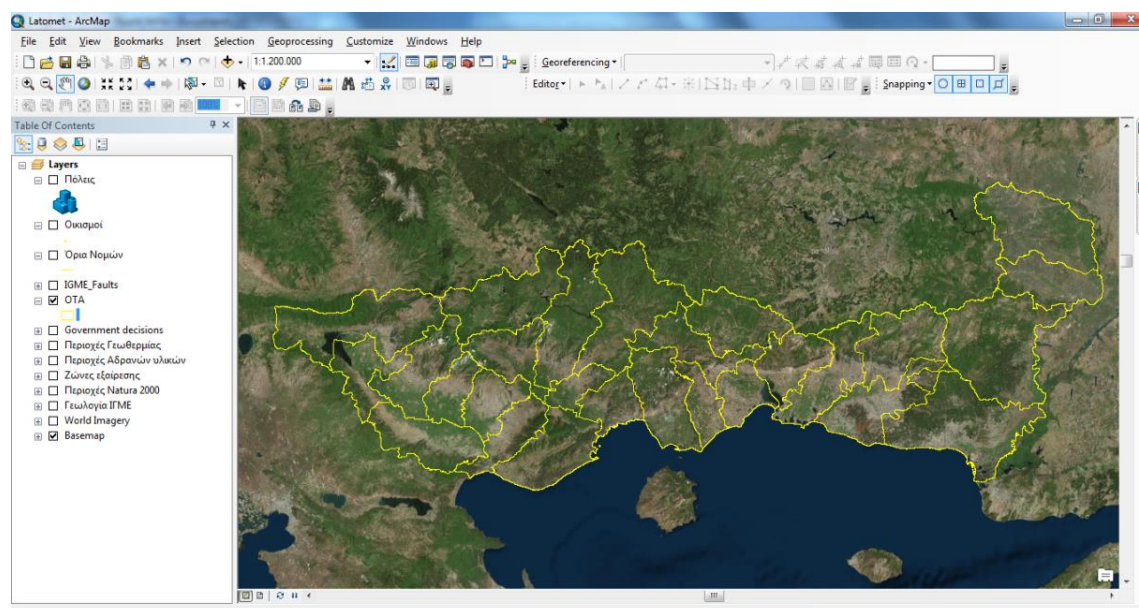 Latomet - ArcMap
File Edit View Bookmarks Insert Selection Geoprocessing Customize Windows Help
1:1.200.000 Georeferencing
Editor Snapping
Table Of Contents
Layers
Πόλεις
Οικισμοί
Όρια Νομών
IGME_Faults
ΟΤΑ
Government decisions
Περιοχές Γεωθερμίας
Περιοχές Αδρανών υλικών
Ζώνες εξαίρεσης
Περιοχές Natura 2000
Γεωλογία ΙΓΜΕ
World Imagery
Basemap